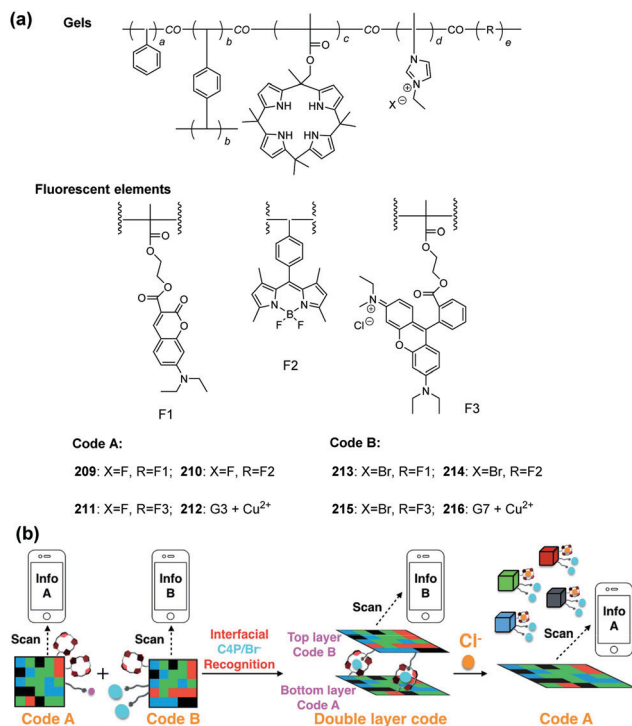 (a)
Gels
a CO b CO c CO d CO R e
O
O
X⊖
N
N
⊕
NH HN
NH HN
b
Fluorescent elements
O
O
O
O
O
O
N
F1
N N
B
F F
F2
O
O
O
O
N
⊕
Cl⊖
O
N
F3
Code A:
209: X=F, R=F1; 210: X=F, R=F2
211: X=F, R=F3; 212: G3 + Cu2+
Code B:
213: X=Br, R=F1; 214: X=Br, R=F2
215: X=Br, R=F3; 216: G7 + Cu2+
(b)
Info A
Scan
Code A
+
Info B
Scan
Code B
Interfacial
C4P/Br-
Recognition
Info B
Scan
Top layer
Code B
Bottom layer
Code A
Double layer code
Cl-
Info A
Scan
Code A